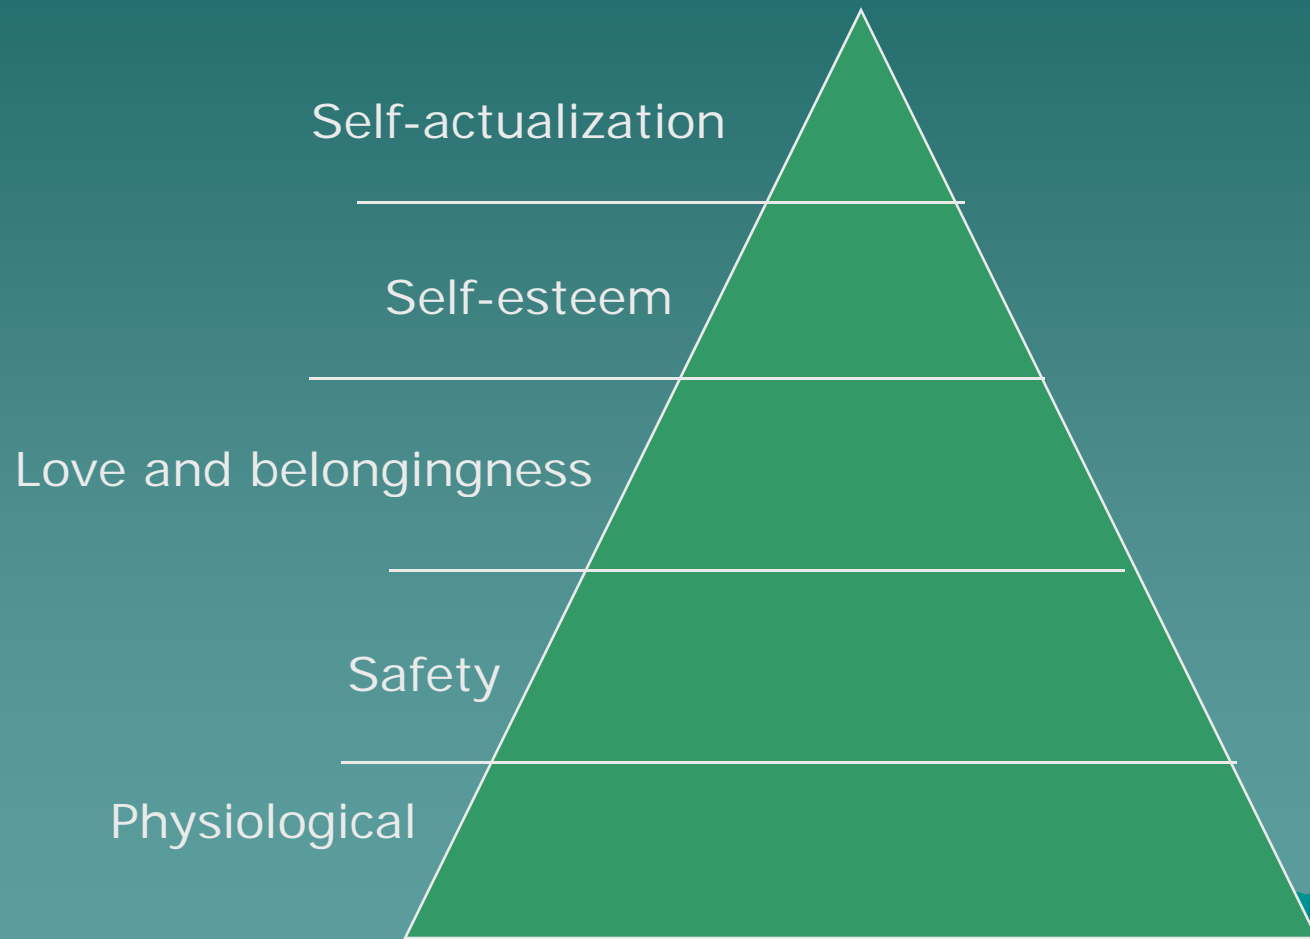 Self-actualization
Self-esteem
Love and belongingness
Safety
Physiological